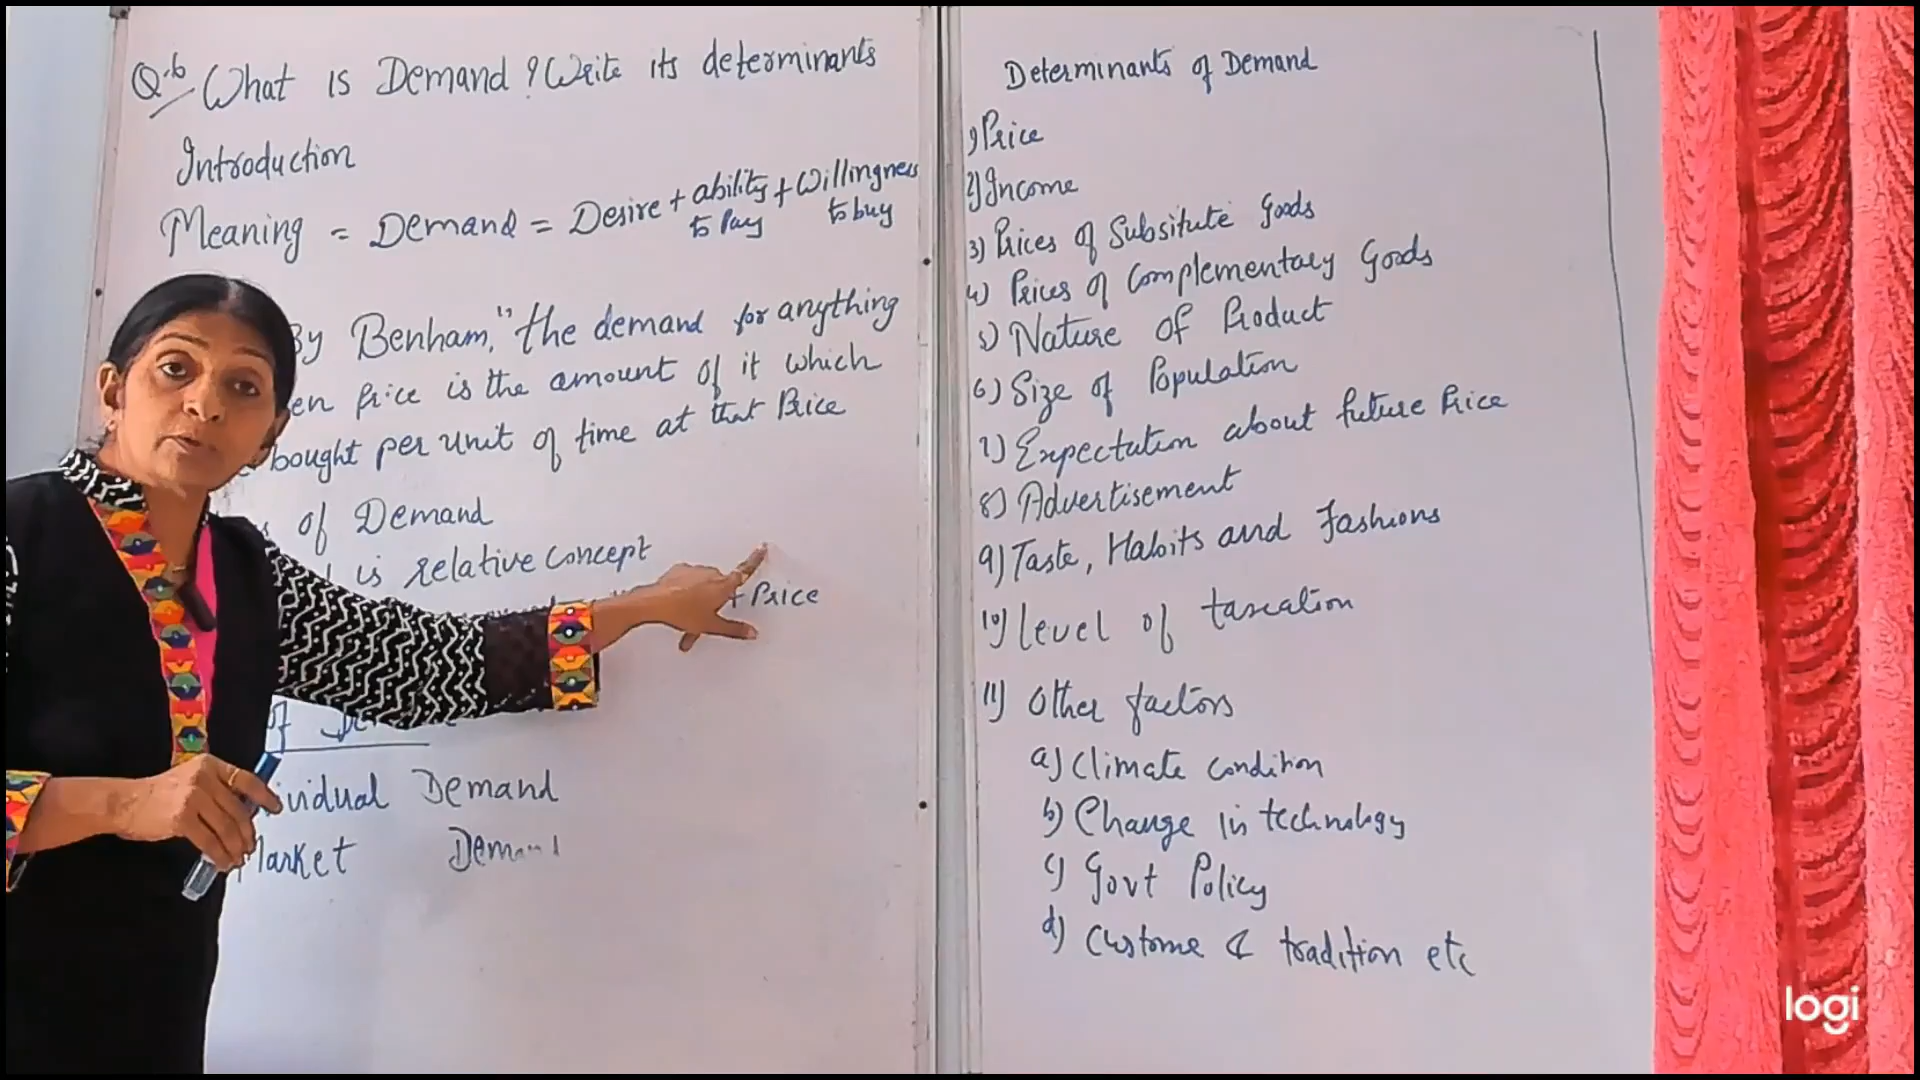 Q.6 What is Demand? Write its determinants
Introduction
Meaning = Demand = Desire + ability to Pay + Willingness to buy
By Benham, "the demand for anything
en Price is the amount of it which
bought per unit of time at that Price
of Demand
is relative concept
+ Price
of
ividual Demand
Market Demand
Determinants of Demand
1) Price
2) Income
3) Prices of Subsitute Goods
4) Prices of Complementary Goods
5) Nature of Product
6) Size of Population
7) Expectation about future Price
8) Advertisement
9) Taste, Habits and Fashions
10) Level of taxation
11) Other factors
a) Climate condition
b) Change in technology
c) Govt Policy
d) Custome & tradition etc
logi